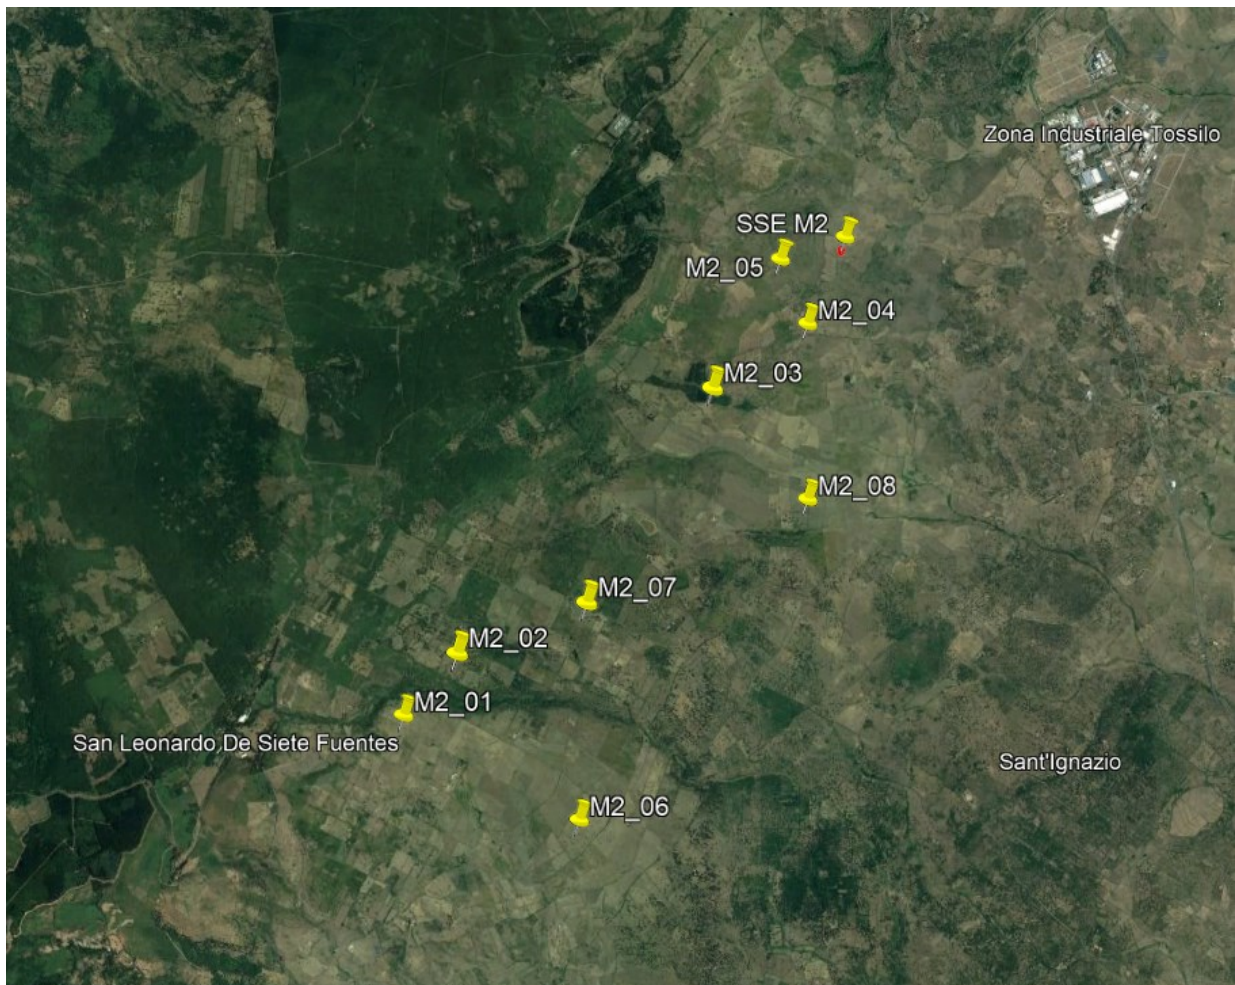 Zona Industriale Tossilo
SSE M2
M2_05
M2_04
M2_03
M2_08
M2_07
M2_02
M2_01
San Leonardo De Siete Fuentes
Sant'Ignazio
M2_06